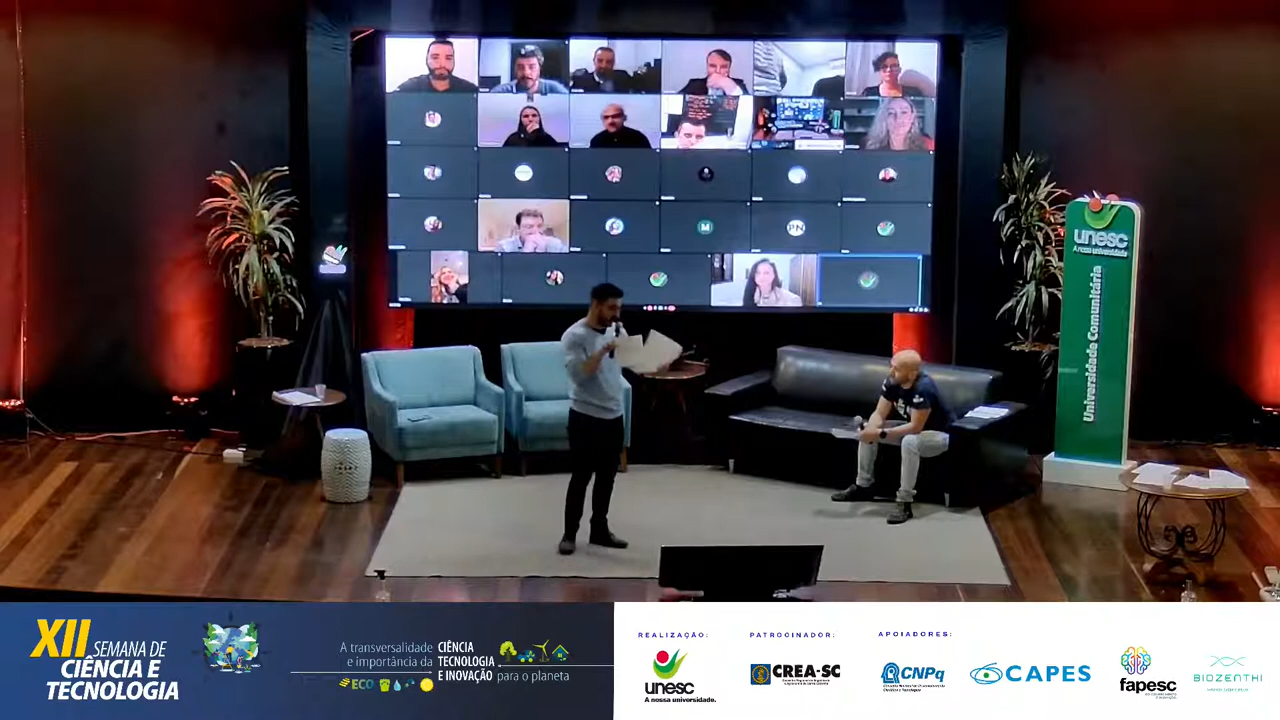 M
PN
unesc
A nossa universidade
Universidade Comunitária
XII SEMANA DE
CIÊNCIA E
TECNOLOGIA
A transversalidade
e importância da
CIÊNCIA
TECNOLOGIA
E INOVAÇÃO
para o planeta
ECO
REALIZAÇÃO:
unesc
A nossa universidade.
PATROCINADOR:
CREA-SC
APOIADORES:
CNPq
CAPES
fapesc
BIOZENTHI